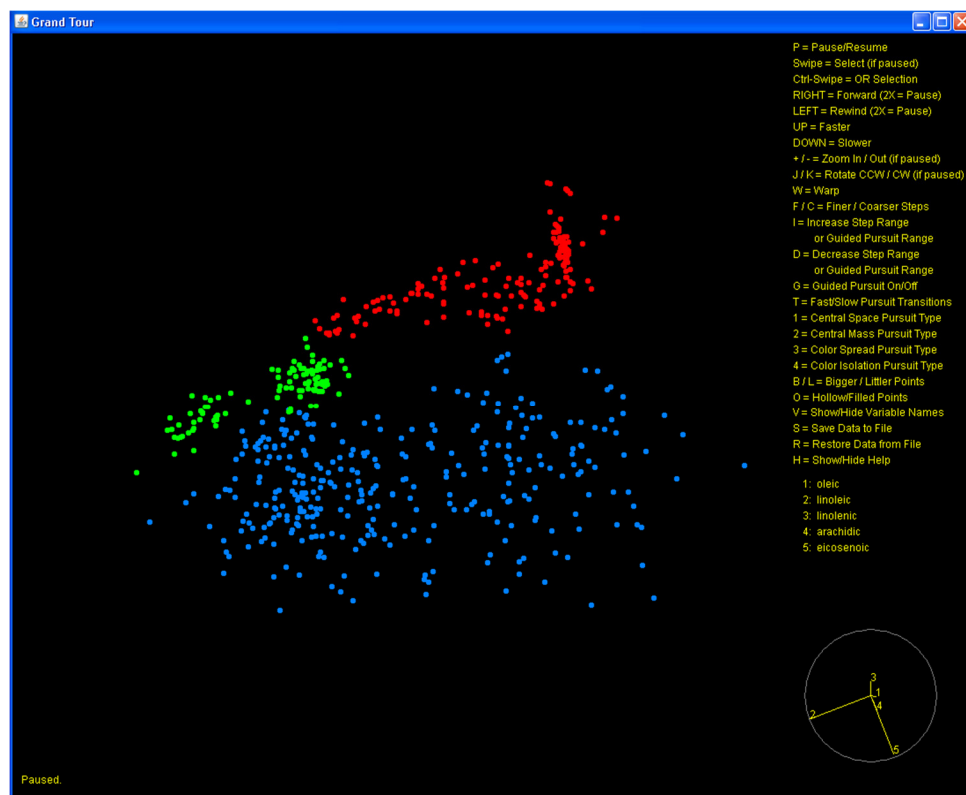 Grand Tour
P = Pause/Resume
Swipe = Select (if paused)
Ctrl-Swipe = OR Selection
RIGHT = Forward (2X = Pause)
LEFT = Rewind (2X = Pause)
UP = Faster
DOWN = Slower
+ / - = Zoom In / Out (if paused)
J / K = Rotate CCW / CW (if paused)
W = Warp
F / C = Finer / Coarser Steps
I = Increase Step Range
or Guided Pursuit Range
D = Decrease Step Range
or Guided Pursuit Range
G = Guided Pursuit On/Off
T = Fast/Slow Pursuit Transitions
1 = Central Space Pursuit Type
2 = Central Mass Pursuit Type
3 = Color Spread Pursuit Type
4 = Color Isolation Pursuit Type
B / L = Bigger / Littler Points
O = Hollow/Filled Points
V = Show/Hide Variable Names
S = Save Data to File
R = Restore Data from File
H = Show/Hide Help
1: oleic
2: linoleic
3: linolenic
4: arachidic
5: eicosenoic
3
1
4
2
5
Paused.